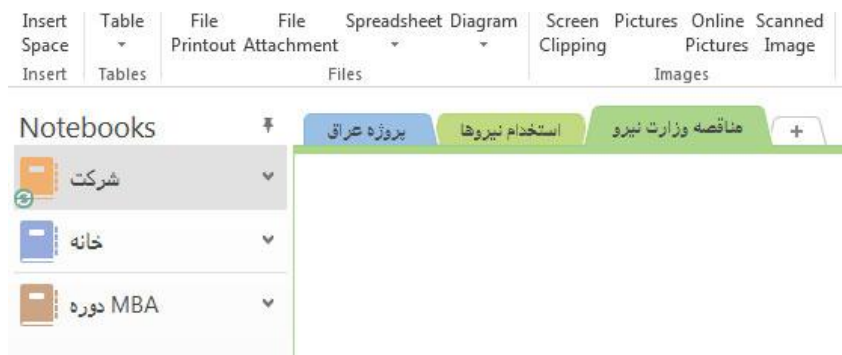 Insert Table File File Spreadsheet Diagram Screen Pictures Online Scanned
Space Printout Attachment Clipping Pictures Image
Insert Tables Files Images
Notebooks
پروژه عراق استخدام نیروها مناقصه وزارت نیرو +
شرکت
خانه
دوره MBA